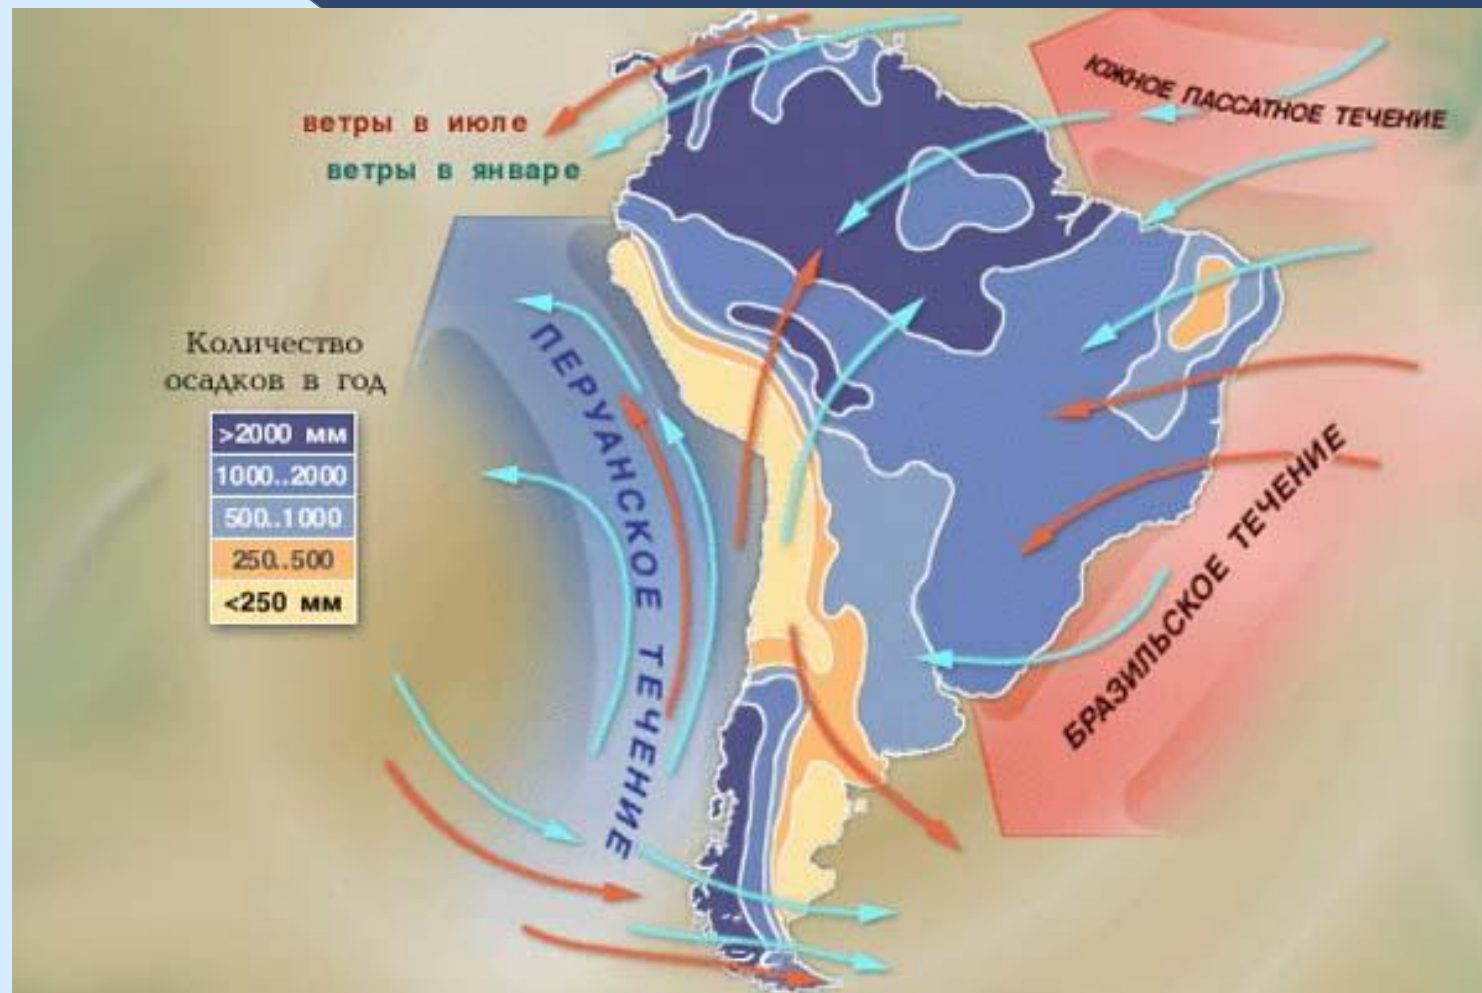 ЮЖНОЕ ПАССАТНОЕ ТЕЧЕНИЕ
ветры в июле
ветры в январе
Количество
осадков в год
>2000 мм
1000..2000
500..1000
250..500
<250 мм
ПЕРУАНСКОЕ ТЕЧЕНИЕ
БРАЗИЛЬСКОЕ ТЕЧЕНИЕ